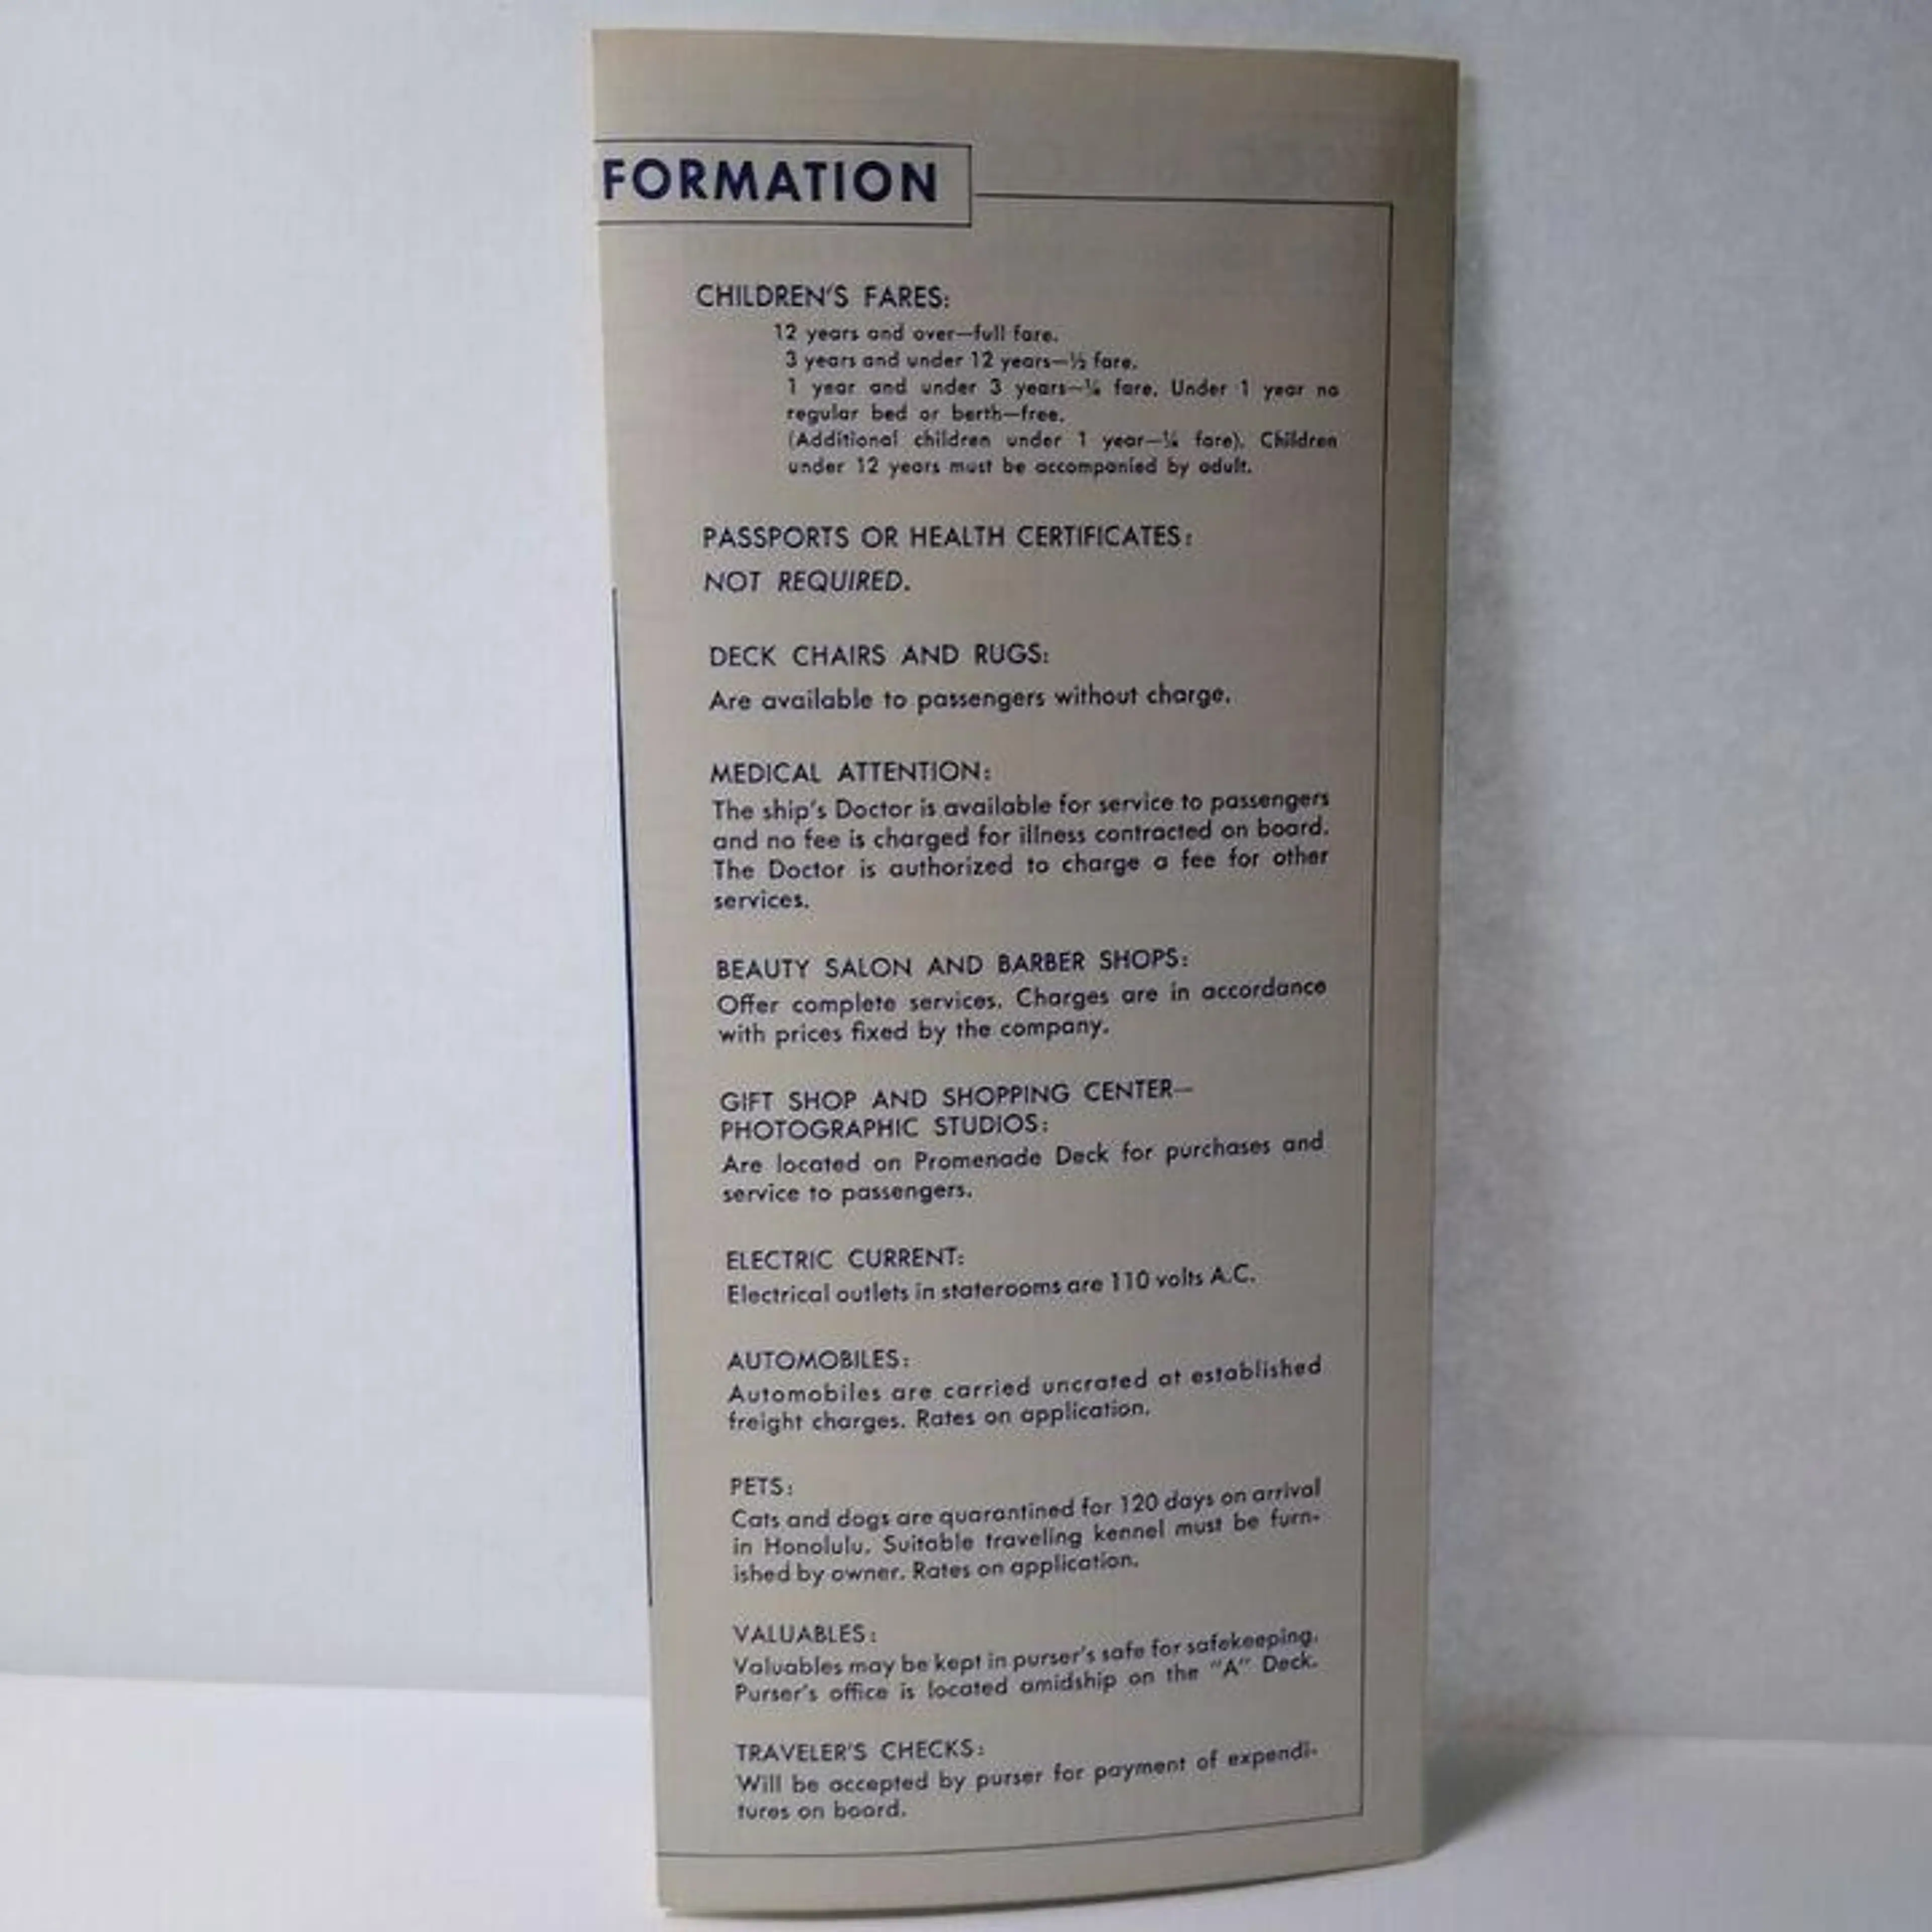 FORMATION
CHILDREN'S FARES:
12 years and over—full fare.
3 years and under 12 years—½ fare.
1 year and under 3 years—¼ fare. Under 1 year no
regular bed or berth—free.
(Additional children under 1 year—¼ fare). Children
under 12 years must be accompanied by adult.
PASSPORTS OR HEALTH CERTIFICATES:
NOT REQUIRED.
DECK CHAIRS AND RUGS:
Are available to passengers without charge.
MEDICAL ATTENTION:
The ship's Doctor is available for service to passengers
and no fee is charged for illness contracted on board.
The Doctor is authorized to charge a fee for other
services.
BEAUTY SALON AND BARBER SHOPS:
Offer complete services. Charges are in accordance
with prices fixed by the company.
GIFT SHOP AND SHOPPING CENTER—
PHOTOGRAPHIC STUDIOS:
Are located on Promenade Deck for purchases and
service to passengers.
ELECTRIC CURRENT:
Electrical outlets in staterooms are 110 volts A.C.
AUTOMOBILES:
Automobiles are carried uncrated at established
freight charges. Rates on application.
PETS:
Cats and dogs are quarantined for 120 days on arrival
in Honolulu. Suitable traveling kennel must be furn-
ished by owner. Rates on application.
VALUABLES:
Valuables may be kept in purser's safe for safekeeping.
Purser's office is located amidship on the "A" Deck.
TRAVELER'S CHECKS:
Will be accepted by purser for payment of expendi-
tures on board.